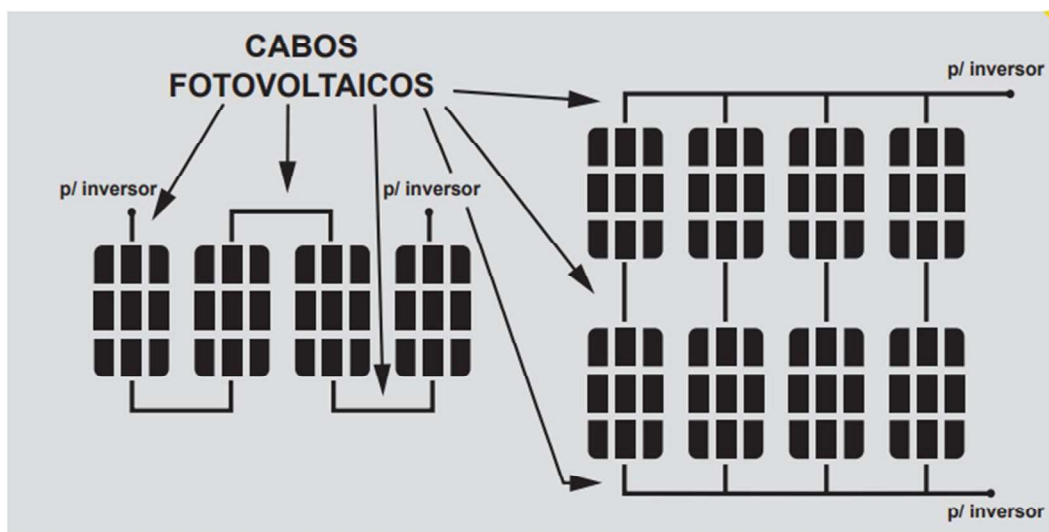 CABOS
FOTOVOLTAICOS
p/ inversor
p/ inversor
p/ inversor
p/ inversor